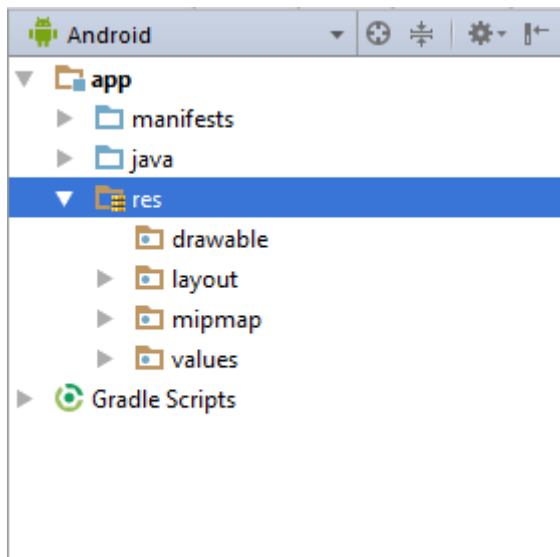 Android
app
manifests
java
res
drawable
layout
mipmap
values
Gradle Scripts